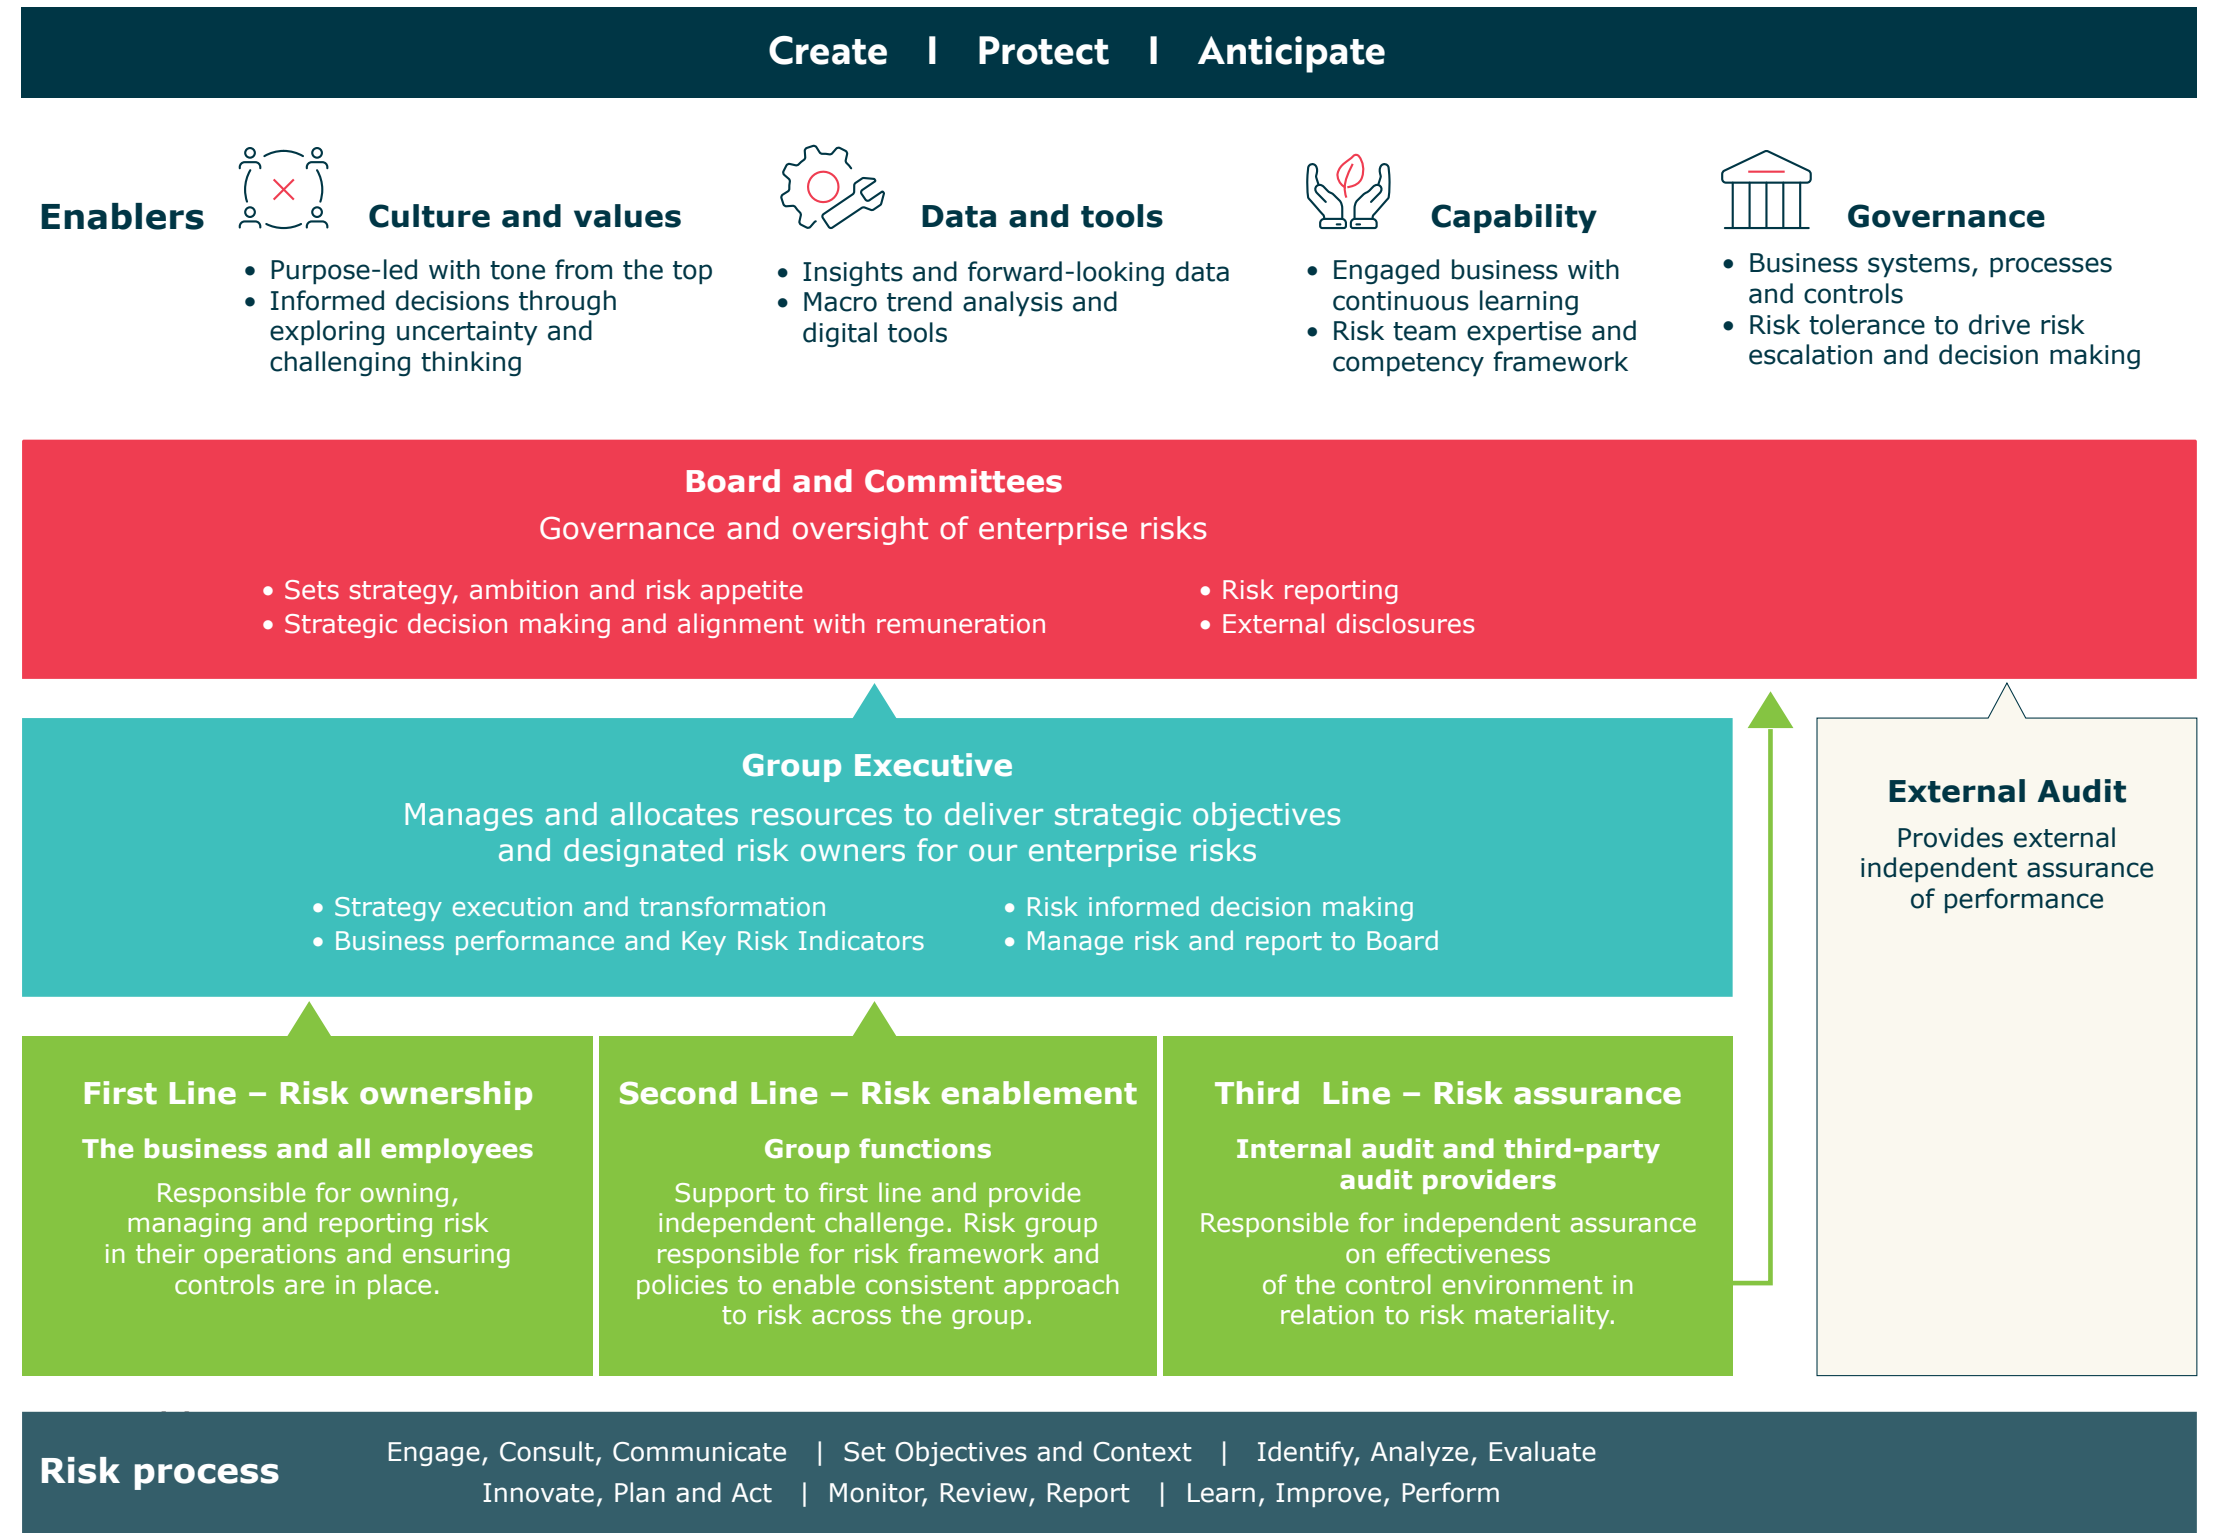 Create | Protect | Anticipate
Enablers
Culture and values
• Purpose-led with tone from the top
• Informed decisions through
exploring uncertainty and
challenging thinking
Data and tools
• Insights and forward-looking data
• Macro trend analysis and
digital tools
Capability
• Engaged business with
continuous learning
• Risk team expertise and
competency framework
Governance
• Business systems, processes
and controls
• Risk tolerance to drive risk
escalation and decision making
Board and Committees
Governance and oversight of enterprise risks
• Sets strategy, ambition and risk appetite
• Strategic decision making and alignment with remuneration
• Risk reporting
• External disclosures
Group Executive
Manages and allocates resources to deliver strategic objectives
and designated risk owners for our enterprise risks
• Strategy execution and transformation
• Business performance and Key Risk Indicators
• Risk informed decision making
• Manage risk and report to Board
External Audit
Provides external
independent assurance
of performance
First Line – Risk ownership
The business and all employees
Responsible for owning,
managing and reporting risk
in their operations and ensuring
controls are in place.
Second Line – Risk enablement
Group functions
Support to first line and provide
independent challenge. Risk group
responsible for risk framework and
policies to enable consistent approach
to risk across the group.
Third Line – Risk assurance
Internal audit and third-party
audit providers
Responsible for independent assurance
on effectiveness
of the control environment in
relation to risk materiality.
Risk process
Engage, Consult, Communicate | Set Objectives and Context | Identify, Analyze, Evaluate
Innovate, Plan and Act | Monitor, Review, Report | Learn, Improve, Perform